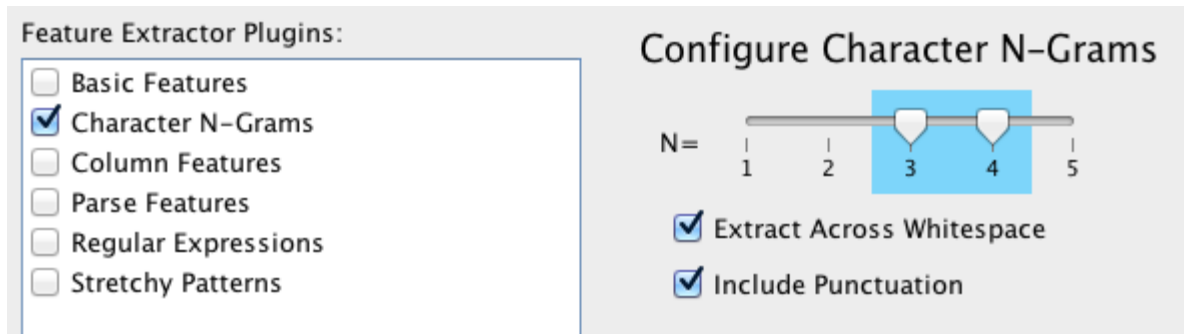 Feature Extractor Plugins:
Basic Features
Character N-Grams
Column Features
Parse Features
Regular Expressions
Stretchy Patterns
Configure Character N-Grams
N=
1 2 3 4 5
Extract Across Whitespace
Include Punctuation